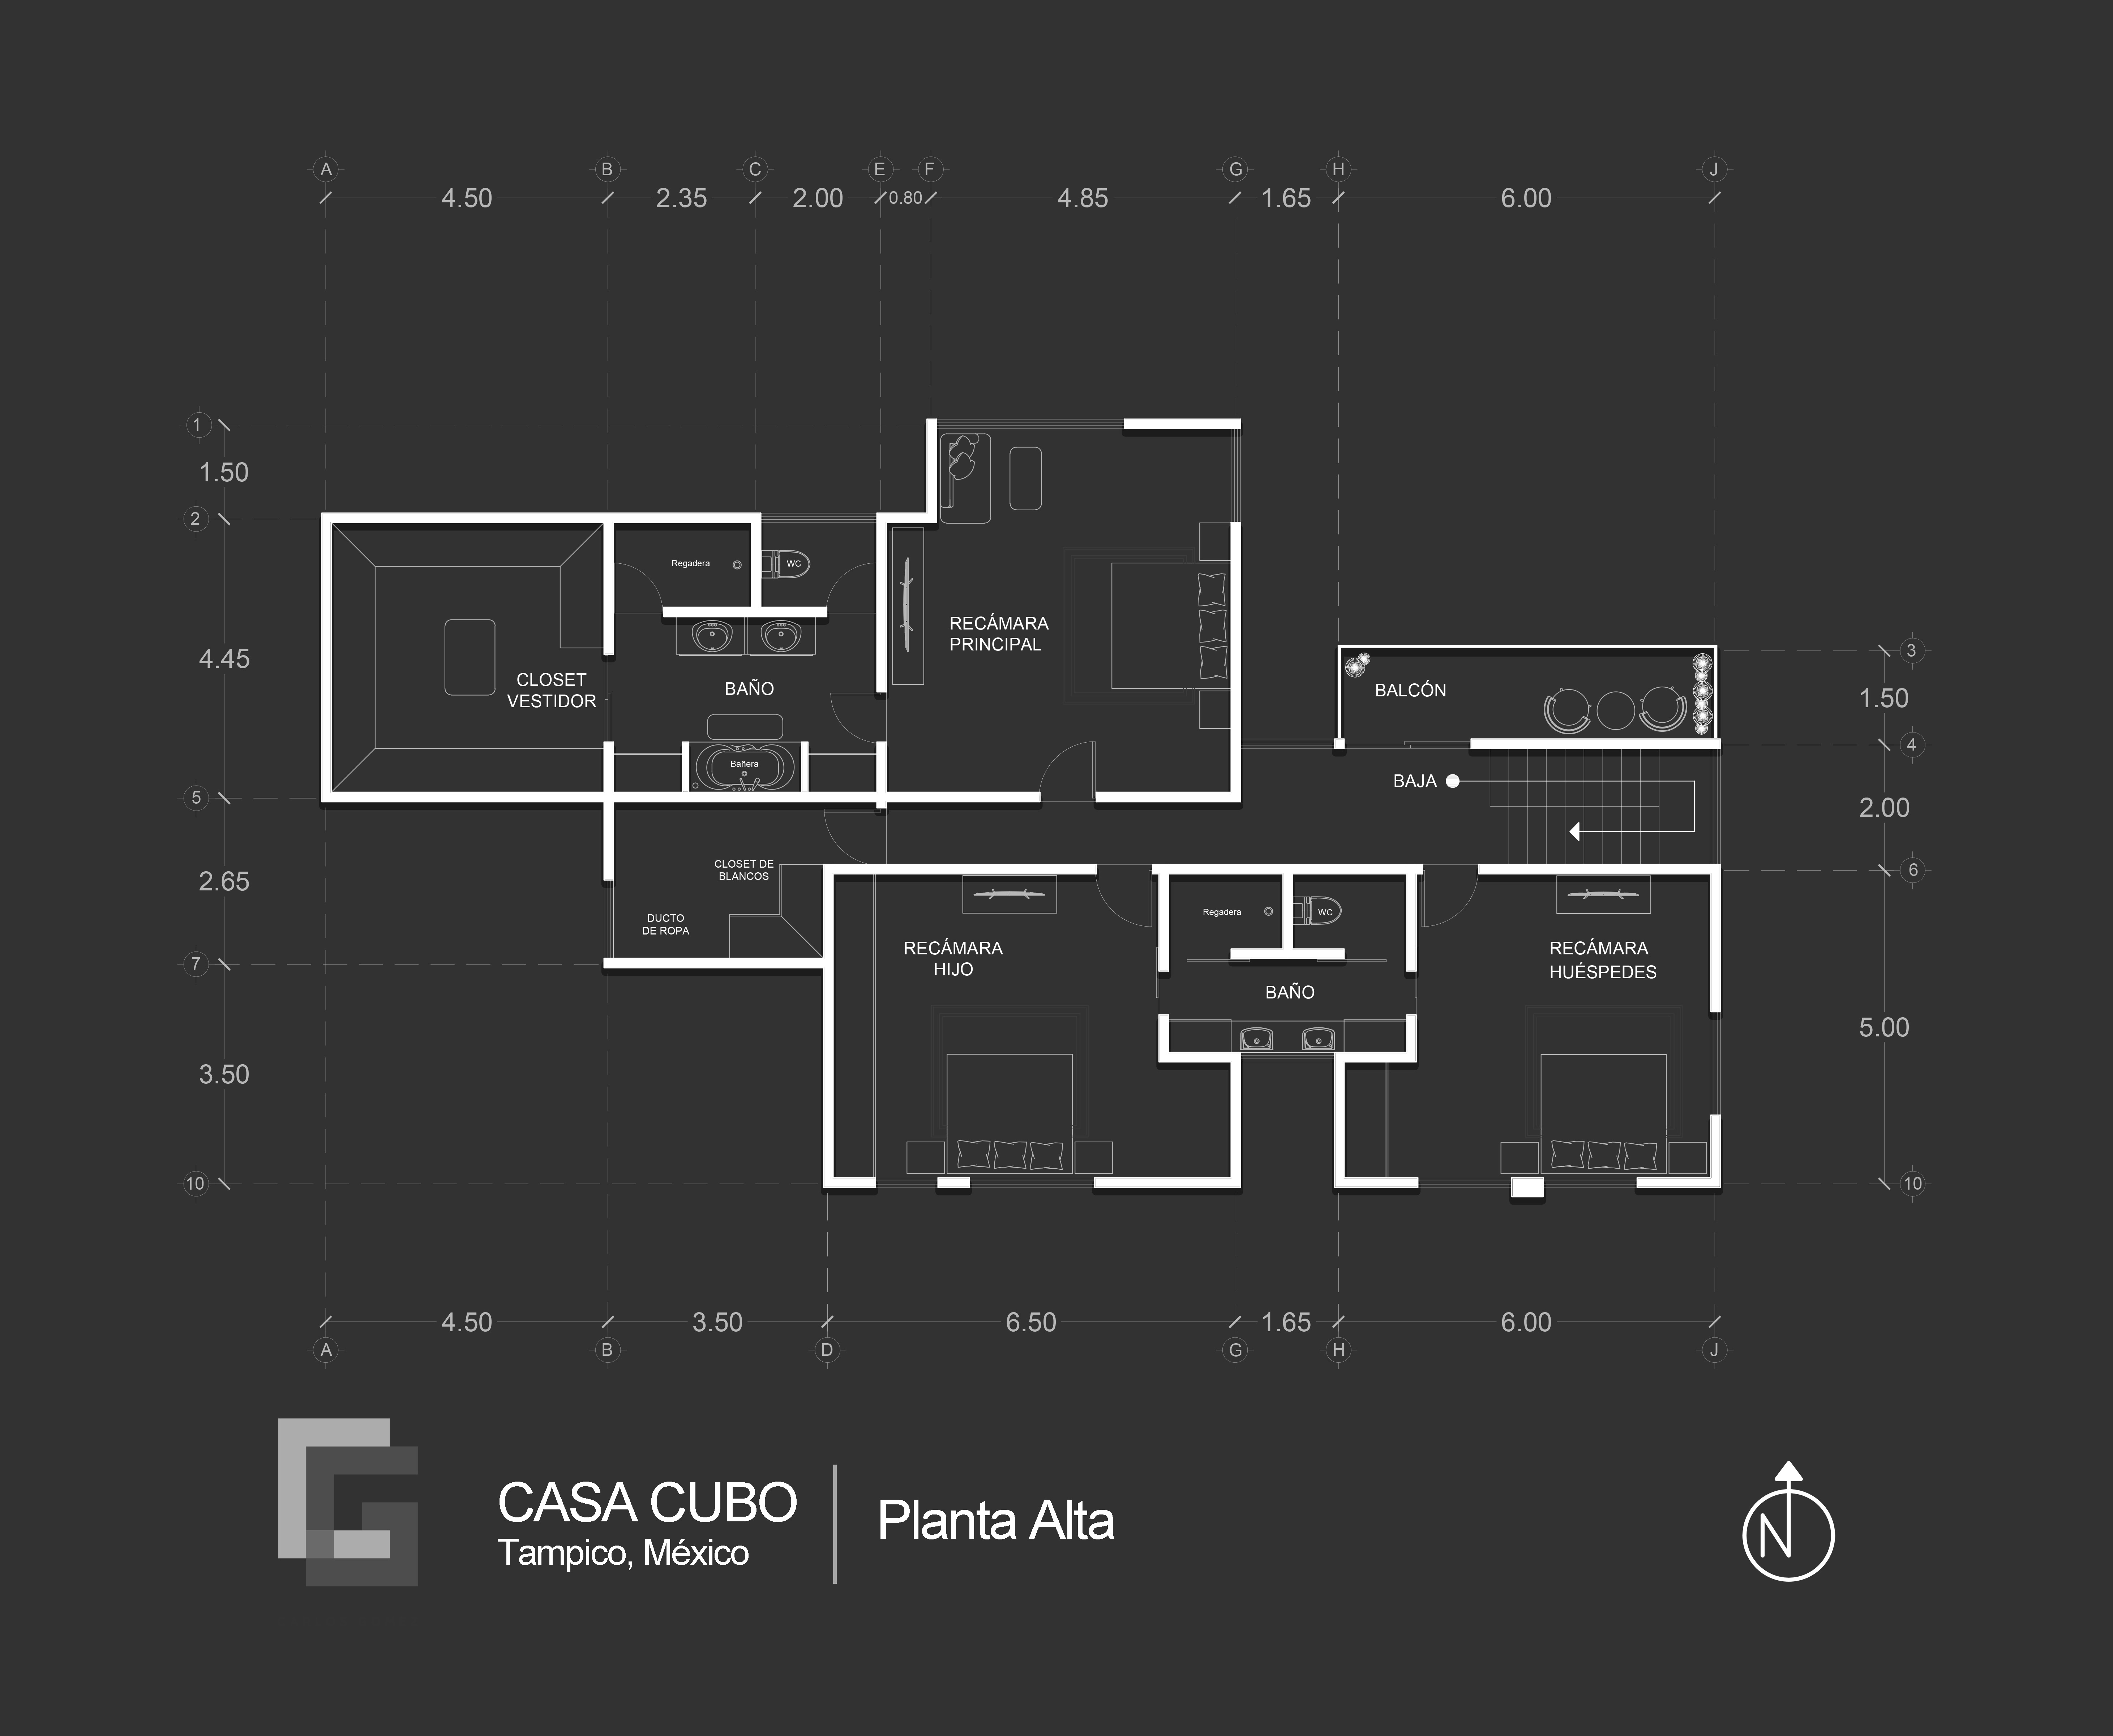 A B C E F G H J
4.50 2.35 2.00 0.80 4.85 1.65 6.00
1
1.50
2
Regadera
WC
RECÁMARA
PRINCIPAL
4.45
CLOSET
VESTIDOR
BAÑO
BALCÓN
3
1.50
4
Bañera
BAJA
5
2.00
CLOSET DE
BLANCOS
6
2.65
DUCTO
DE ROPA
Regadera
WC
RECÁMARA
HIJO
RECÁMARA
HUÉSPEDES
7
BAÑO
5.00
3.50
10
10
4.50 3.50 6.50 1.65 6.00
A B D G H J
CASA CUBO
Tampico, México
Planta Alta
N